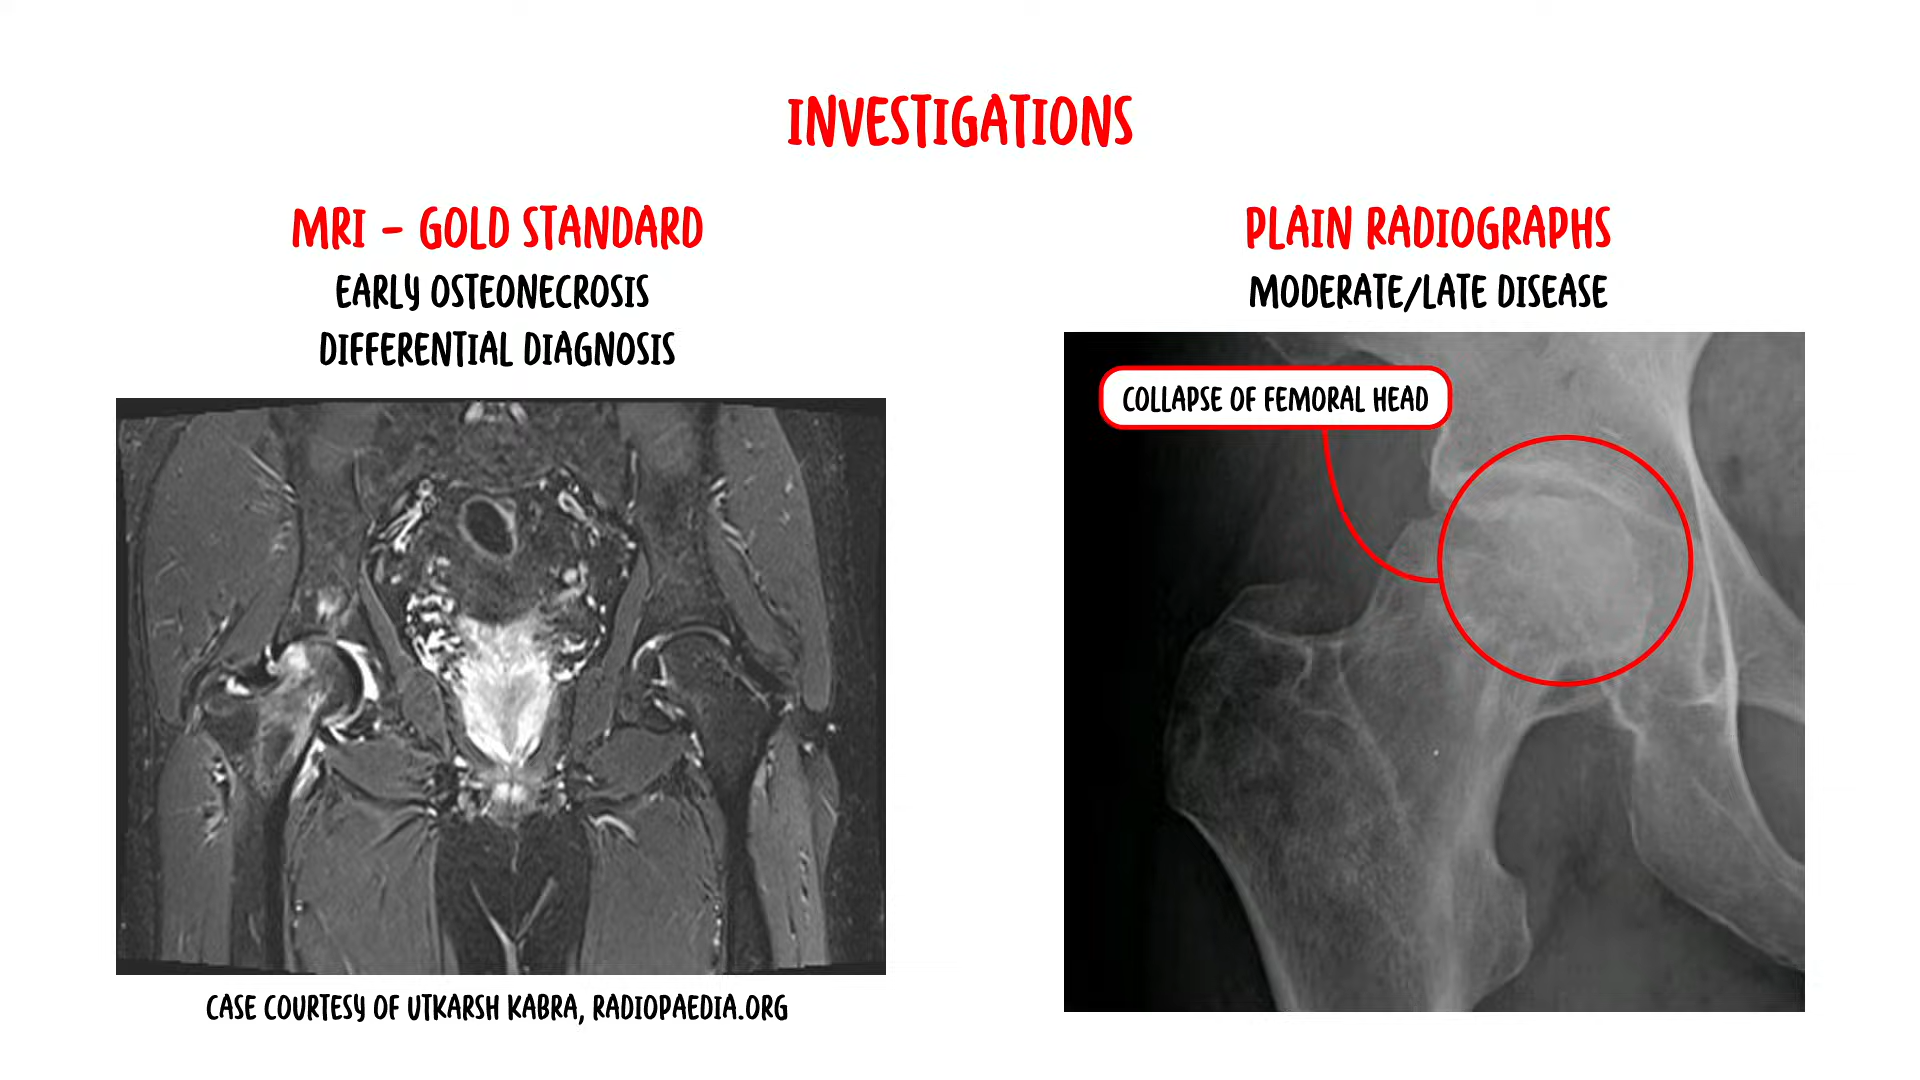 INVESTIGATIONS
MRI – GOLD STANDARD
EARLY OSTEONECROSIS
DIFFERENTIAL DIAGNOSIS
CASE COURTESY OF UTKARSH KABRA, RADIOPAEDIA.ORG
PLAIN RADIOGRAPHS
MODERATE/LATE DISEASE
COLLAPSE OF FEMORAL HEAD